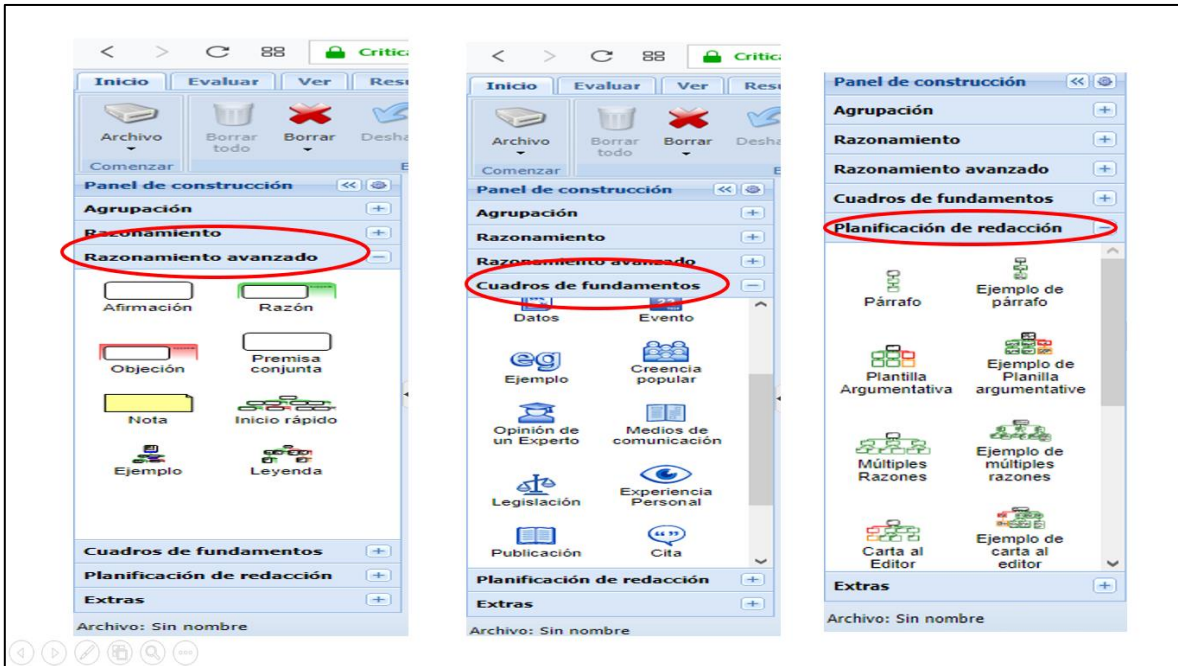 Critic
Inicio Evaluar Ver Res
Archivo Borrar todo Borrar Desha
Comenzar E
Panel de construcción
Agrupación
Razonamiento
Razonamiento avanzado
Afirmación Razón
Objeción Premisa conjunta
Nota Inicio rápido
Ejemplo Leyenda
Cuadros de fundamentos
Planificación de redacción
Extras
Archivo: Sin nombre
Critic
Inicio Evaluar Ver Res
Archivo Borrar todo Borrar Desha
Comenzar E
Panel de construcción
Agrupación
Razonamiento
Razonamiento avanzado
Cuadros de fundamentos
Datos Evento
eg
Ejemplo Creencia popular
Opinión de un Experto Medios de comunicación
Legislación Experiencia Personal
Publicación Cita
Planificación de redacción
Extras
Archivo: Sin nombre
Panel de construcción
Agrupación
Razonamiento
Razonamiento avanzado
Cuadros de fundamentos
Planificación de redacción
Párrafo Ejemplo de párrafo
Plantilla Argumentativa Ejemplo de Planilla argumentative
Múltiples Razones Ejemplo de múltiples razones
Carta al Editor Ejemplo de carta al editor
Extras
Archivo: Sin nombre